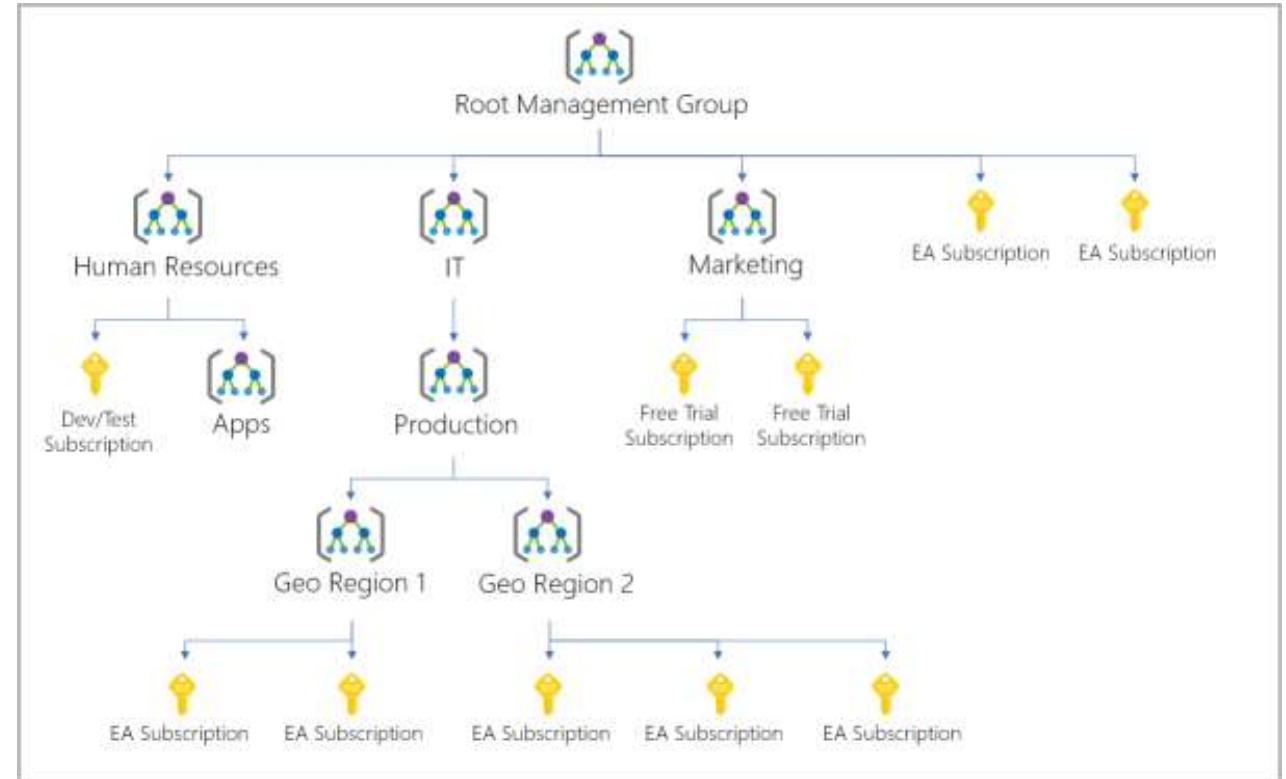 Root Management Group
Human Resources
IT
Marketing
EA Subscription
EA Subscription
Dev/Test
Subscription
Apps
Production
Free Trial
Subscription
Free Trial
Subscription
Geo Region 1
Geo Region 2
EA Subscription
EA Subscription
EA Subscription
EA Subscription
EA Subscription